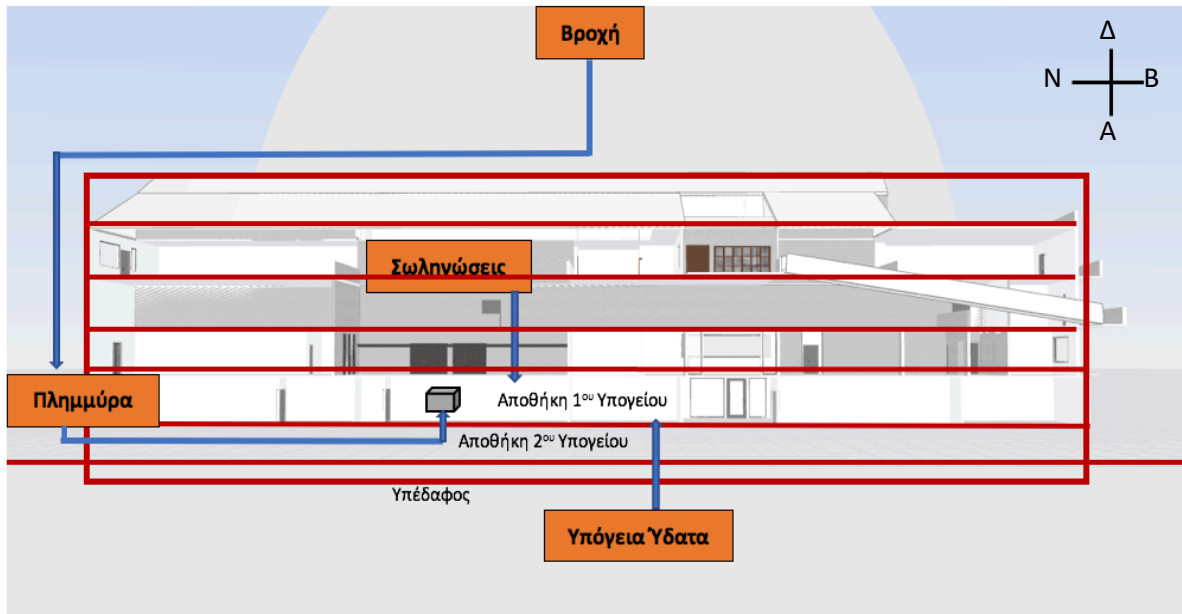 Βροχή
Δ
Ν Β
Α
Σωληνώσεις
Πλημμύρα
Αποθήκη 1ου Υπογείου
Αποθήκη 2ου Υπογείου
Υπέδαφος
Υπόγεια Ύδατα